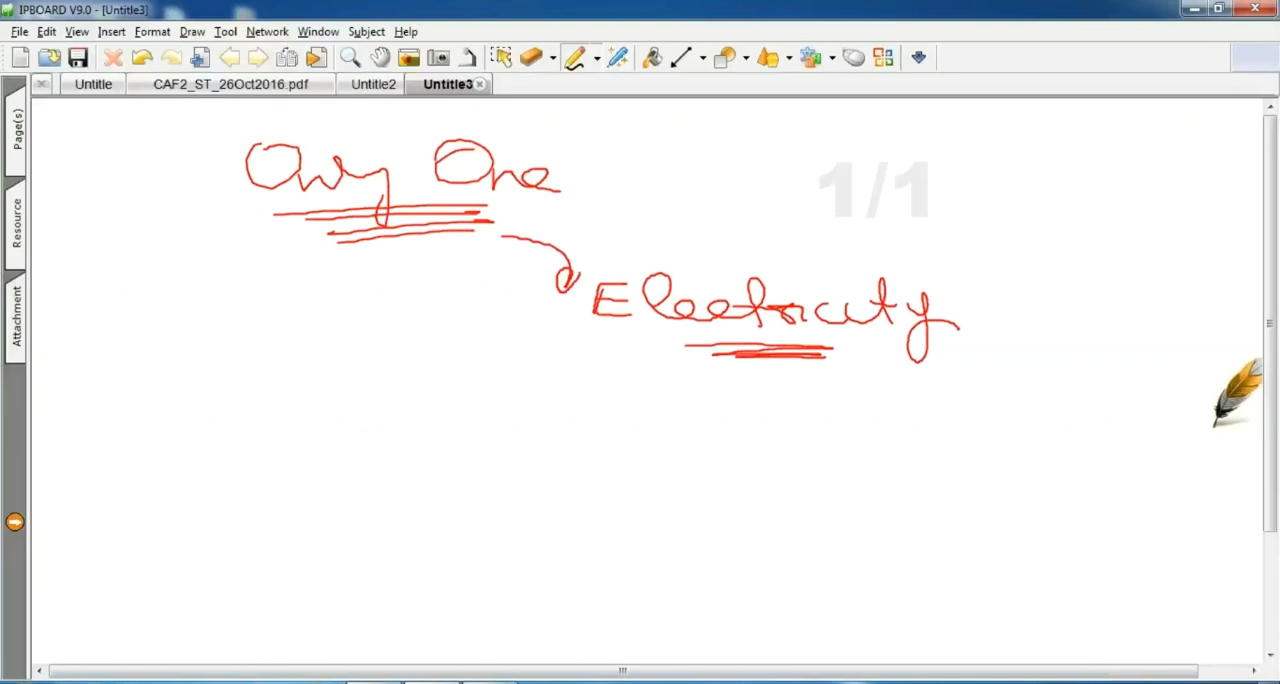 IPBOARD V9.0 - [Untitle3]
File Edit View Insert Format Draw Tool Network Window Subject Help
Untitle CAF2_ST_26Oct2016.pdf Untitle2 Untitle3
Page(s)
Resource
Attachment
1/1
Only One
Electricity